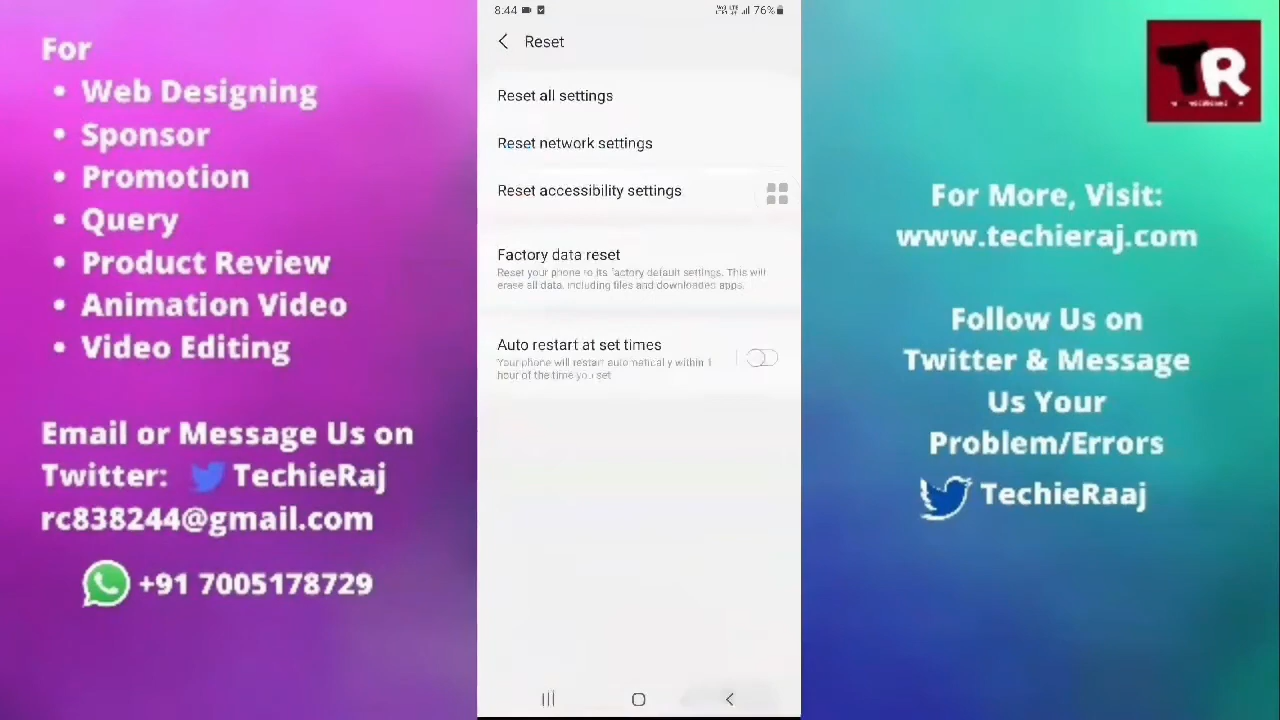 For
• Web Designing
• Sponsor
• Promotion
• Query
• Product Review
• Animation Video
• Video Editing
Email or Message Us on
Twitter: TechieRaj
rc838244@gmail.com
+91 7005178729
8:44
76%
Reset
Reset all settings
Reset network settings
Reset accessibility settings
Factory data reset
Reset your phone to its factory default settings. This will
erase all data, including files and downloaded apps.
Auto restart at set times
Your phone will restart automatically within 1
hour of the time you set
TR
For More, Visit:
www.techieraj.com
Follow Us on
Twitter & Message
Us Your
Problem/Errors
TechieRaaj